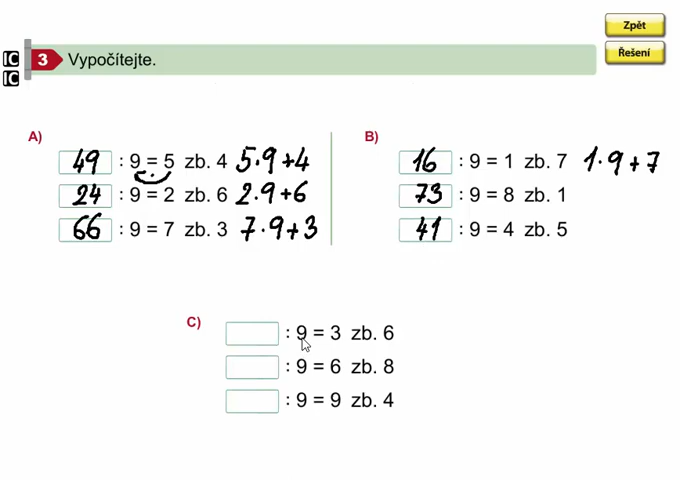 Zpět
Řešení
3 Vypočítejte.
A)
49 : 9 = 5 zb. 4 5·9+4
24 : 9 = 2 zb. 6 2·9+6
66 : 9 = 7 zb. 3 7·9+3
B)
16 : 9 = 1 zb. 7 1·9+7
73 : 9 = 8 zb. 1
41 : 9 = 4 zb. 5
C)
: 9 = 3 zb. 6
: 9 = 6 zb. 8
: 9 = 9 zb. 4